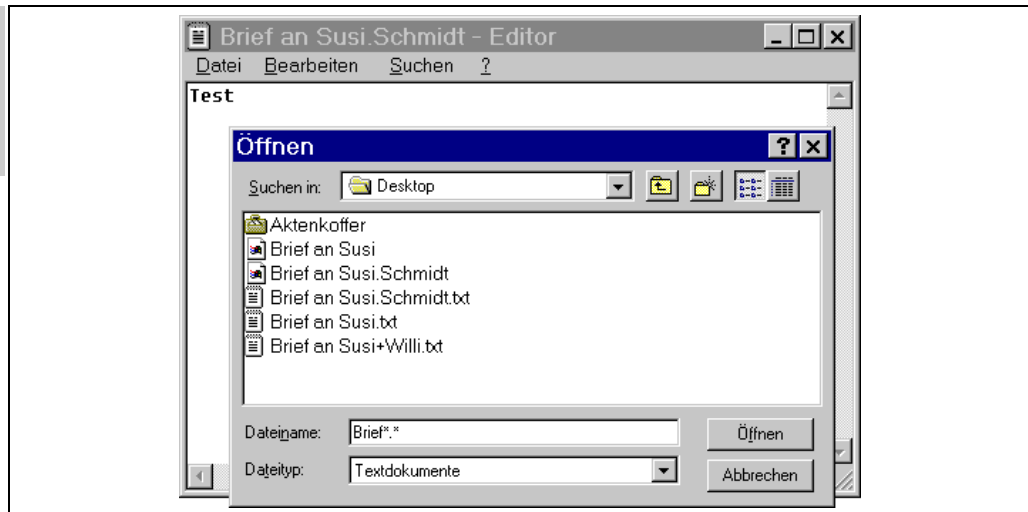 Brief an Susi.Schmidt - Editor
Datei Bearbeiten Suchen ?
Test
Öffnen
Suchen in: Desktop
Aktenkoffer
Brief an Susi
Brief an Susi.Schmidt
Brief an Susi.Schmidt.txt
Brief an Susi.txt
Brief an Susi+Willi.txt
Dateiname: Brief*.* Öffnen
Dateityp: Textdokumente Abbrechen